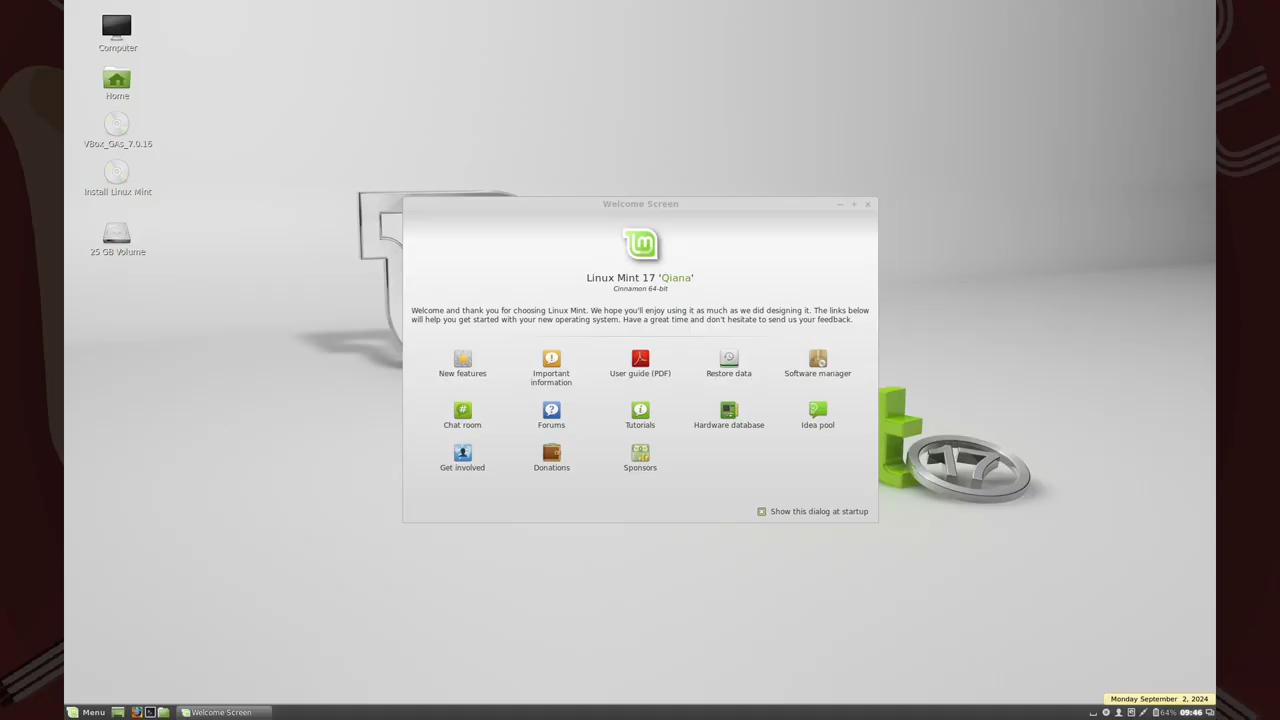 Computer
Home
VBox_GAs_7.0.16
Install Linux Mint
25 GB Volume
Welcome Screen
Linux Mint 17 'Qiana'
Cinnamon 64-bit
Welcome and thank you for choosing Linux Mint. We hope you'll enjoy using it as much as we did designing it. The links below
will help you get started with your new operating system. Have a great time and don't hesitate to send us your feedback.
New features
Important
information
User guide (PDF)
Restore data
Software manager
Chat room
Forums
Tutorials
Hardware database
Idea pool
Get involved
Donations
Sponsors
Show this dialog at startup
t
17
Monday September 2, 2024
Menu
Welcome Screen
64%
09:46